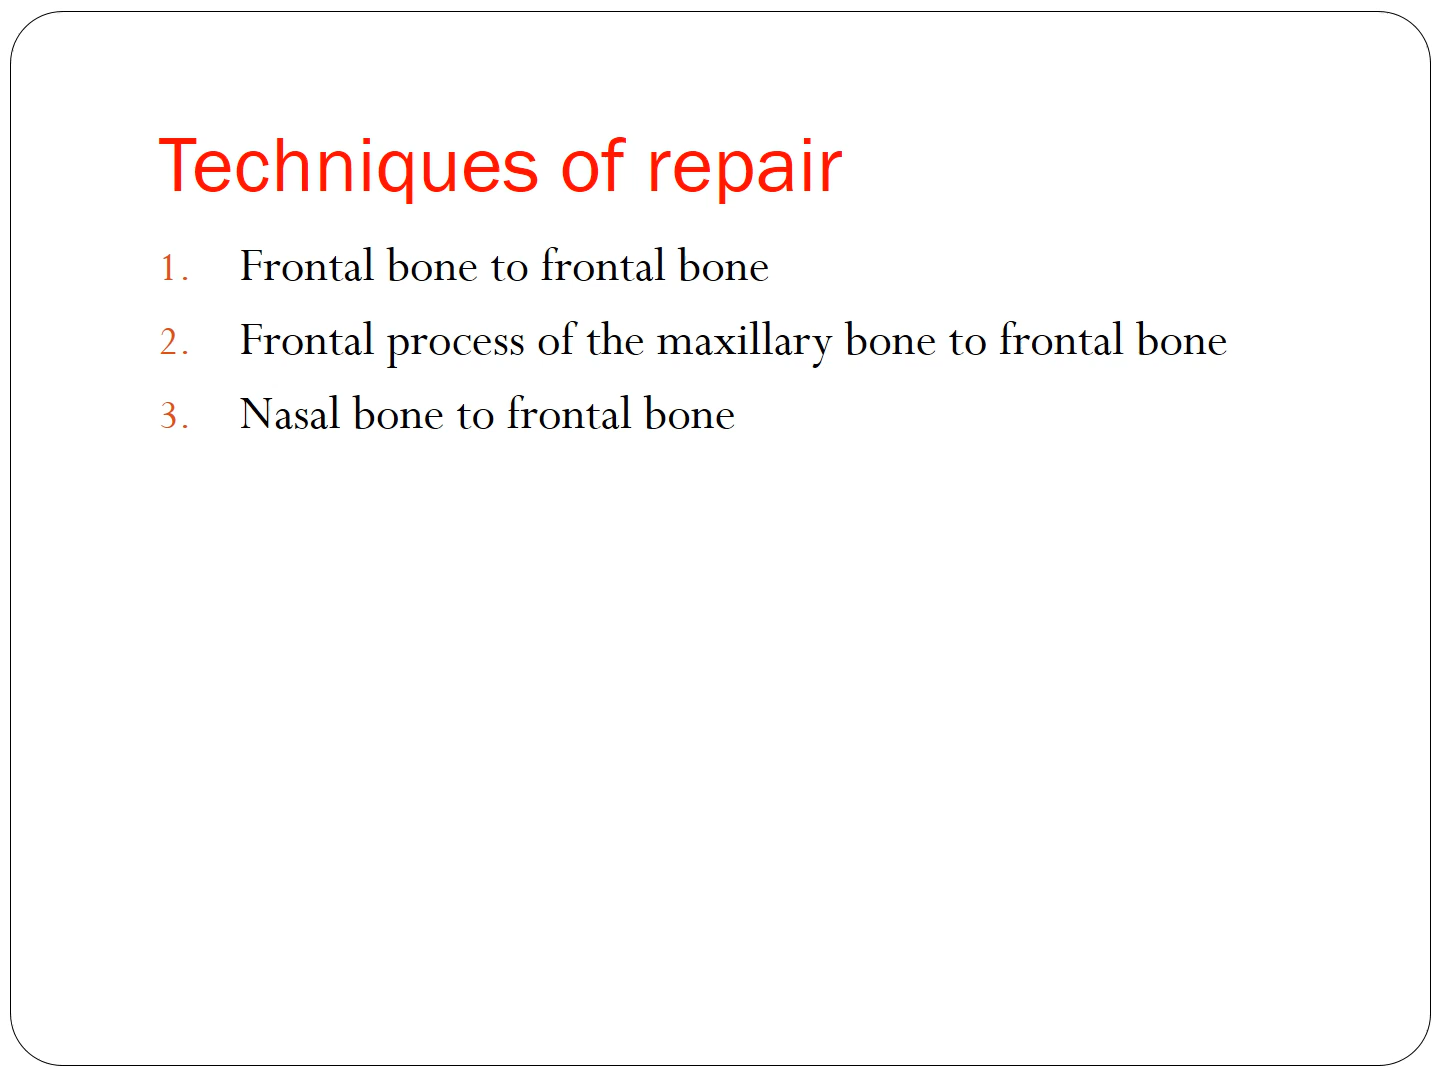 Techniques of repair
1. Frontal bone to frontal bone
2. Frontal process of the maxillary bone to frontal bone
3. Nasal bone to frontal bone